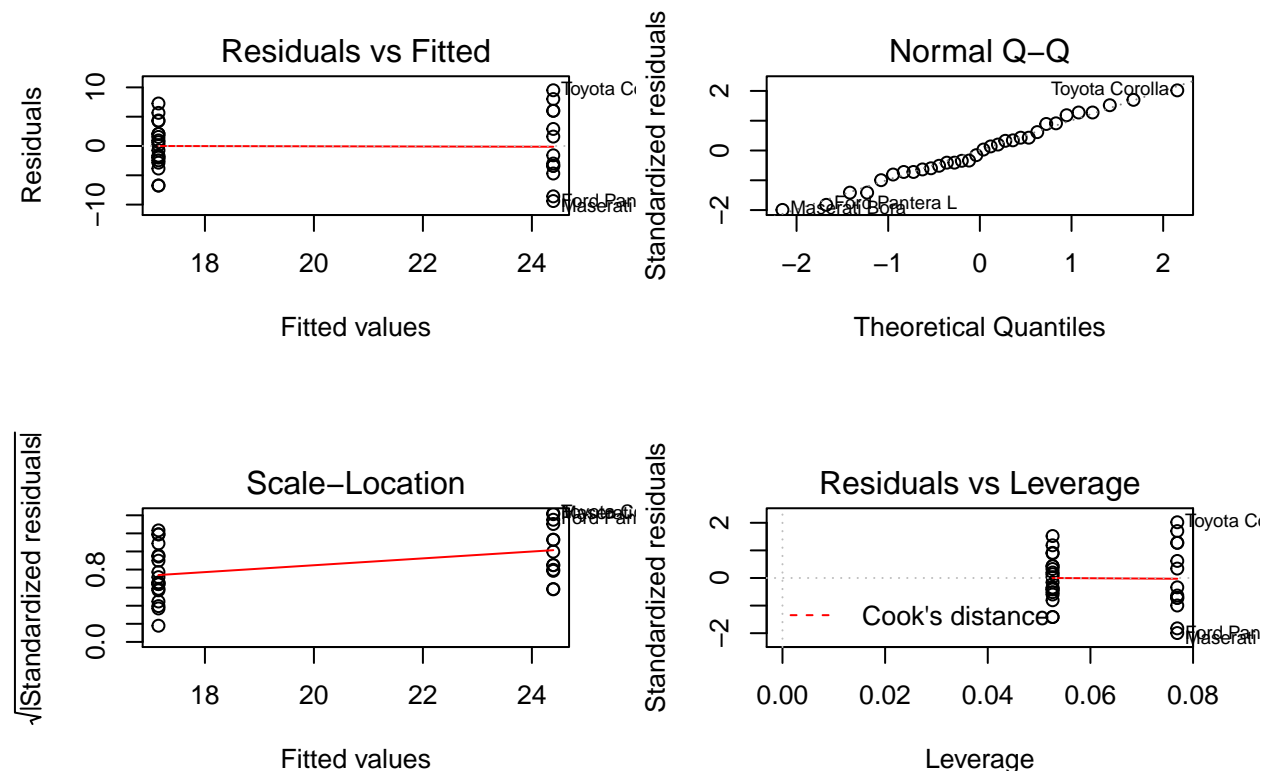 Residuals vs Fitted
Residuals
10
0
−10
Toyota Co
Ford Pan
Maserati
18 20 22 24
Fitted values
Normal Q−Q
Standardized residuals
2
0
−2
Toyota Corolla
Ford Pantera L
Maserati Bora
−2 −1 0 1 2
Theoretical Quantiles
Scale−Location
√|Standardized residuals|
0.8
0.0
Toyota C
Maserati
Ford Pan
18 20 22 24
Fitted values
Residuals vs Leverage
Standardized residuals
2
0
−2
Toyota Co
Ford Pan
Maserati
Cook's distance
0.00 0.02 0.04 0.06 0.08
Leverage